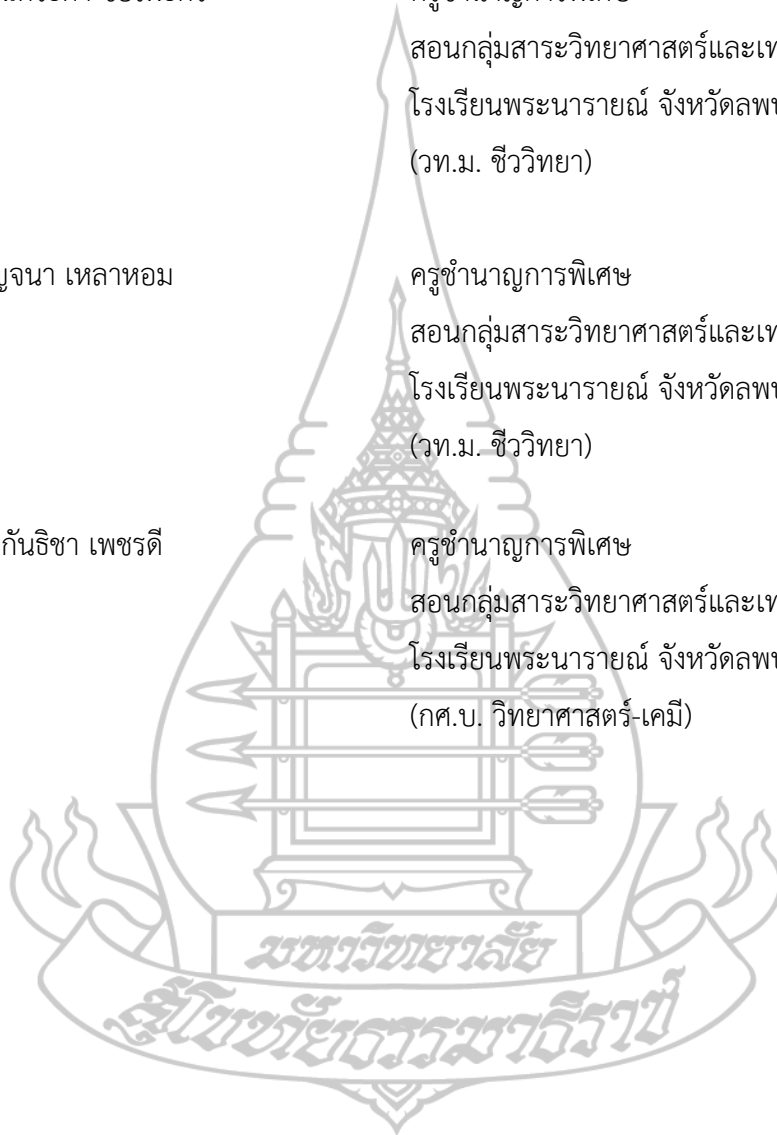 ครูชำนาญการพิเศษ
สอนกลุ่มสาระวิทยาศาสตร์และเท
โรงเรียนพระนารายณ์ จังหวัดลพบ
(วท.ม. ชีววิทยา)
ญจนา เหลาหอม ครูชำนาญการพิเศษ
สอนกลุ่มสาระวิทยาศาสตร์และเท
โรงเรียนพระนารายณ์ จังหวัดลพบ
(วท.ม. ชีววิทยา)
กันธิชา เพชรดี ครูชำนาญการพิเศษ
สอนกลุ่มสาระวิทยาศาสตร์และเท
โรงเรียนพระนารายณ์ จังหวัดลพบ
(กศ.บ. วิทยาศาสตร์-เคมี)
มหาวิทยาลัย
สุโขทัยธรรมาธิราช